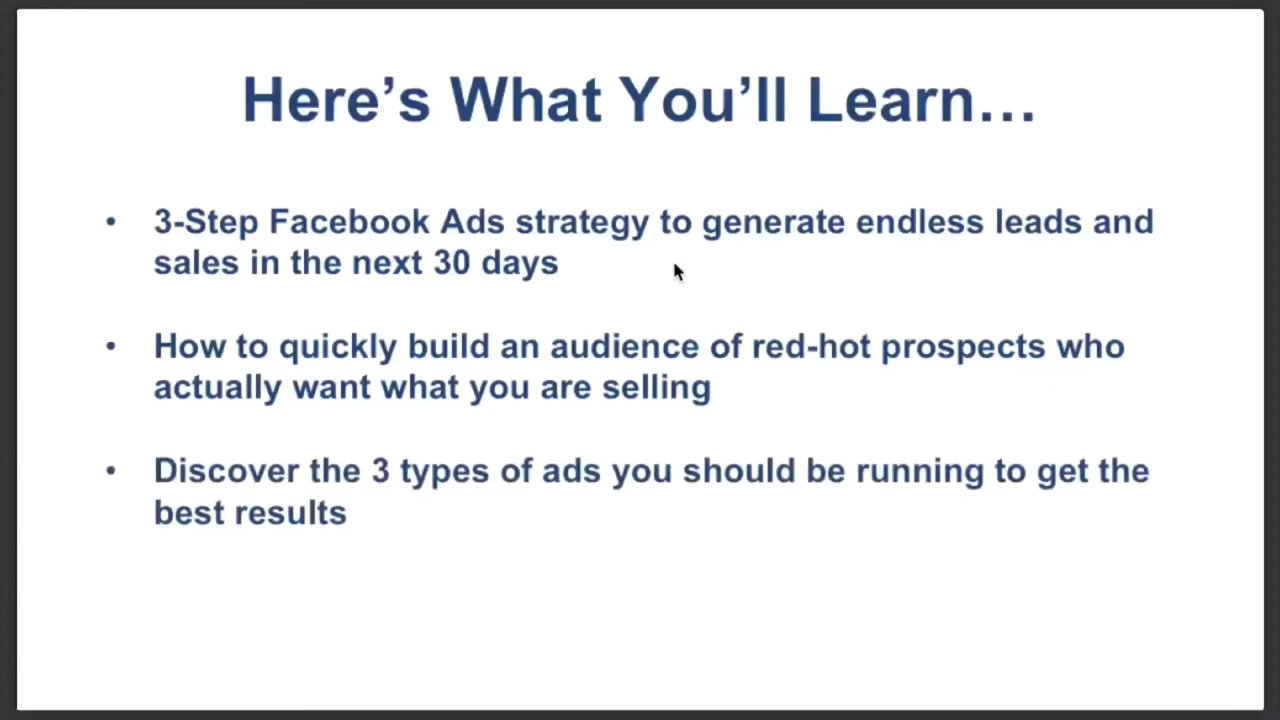 Here’s What You’ll Learn…
• 3-Step Facebook Ads strategy to generate endless leads and
sales in the next 30 days
• How to quickly build an audience of red-hot prospects who
actually want what you are selling
• Discover the 3 types of ads you should be running to get the
best results